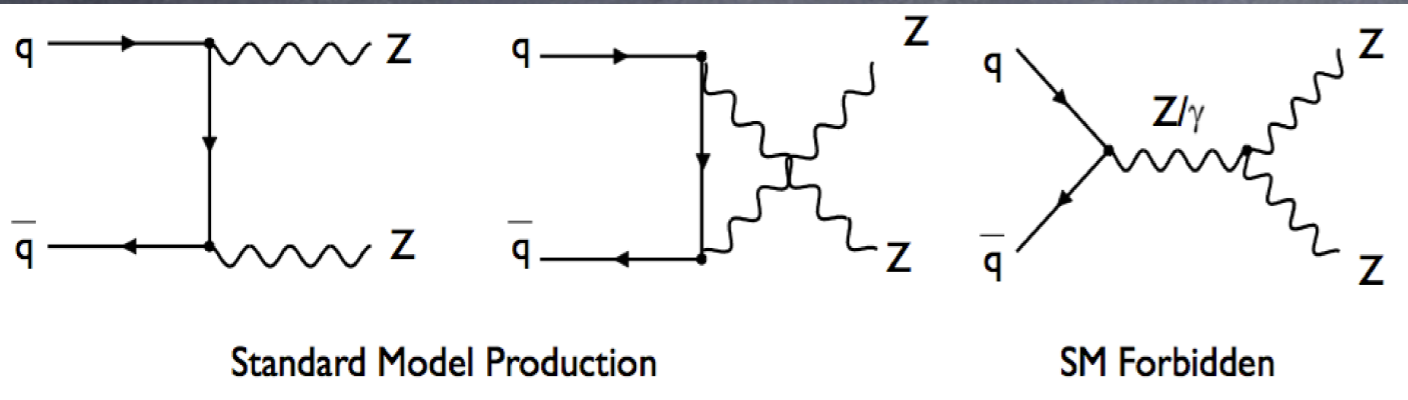 q Z q Z q Z
Z/γ
q̅ Z q̅ Z q̅ Z
Standard Model Production SM Forbidden